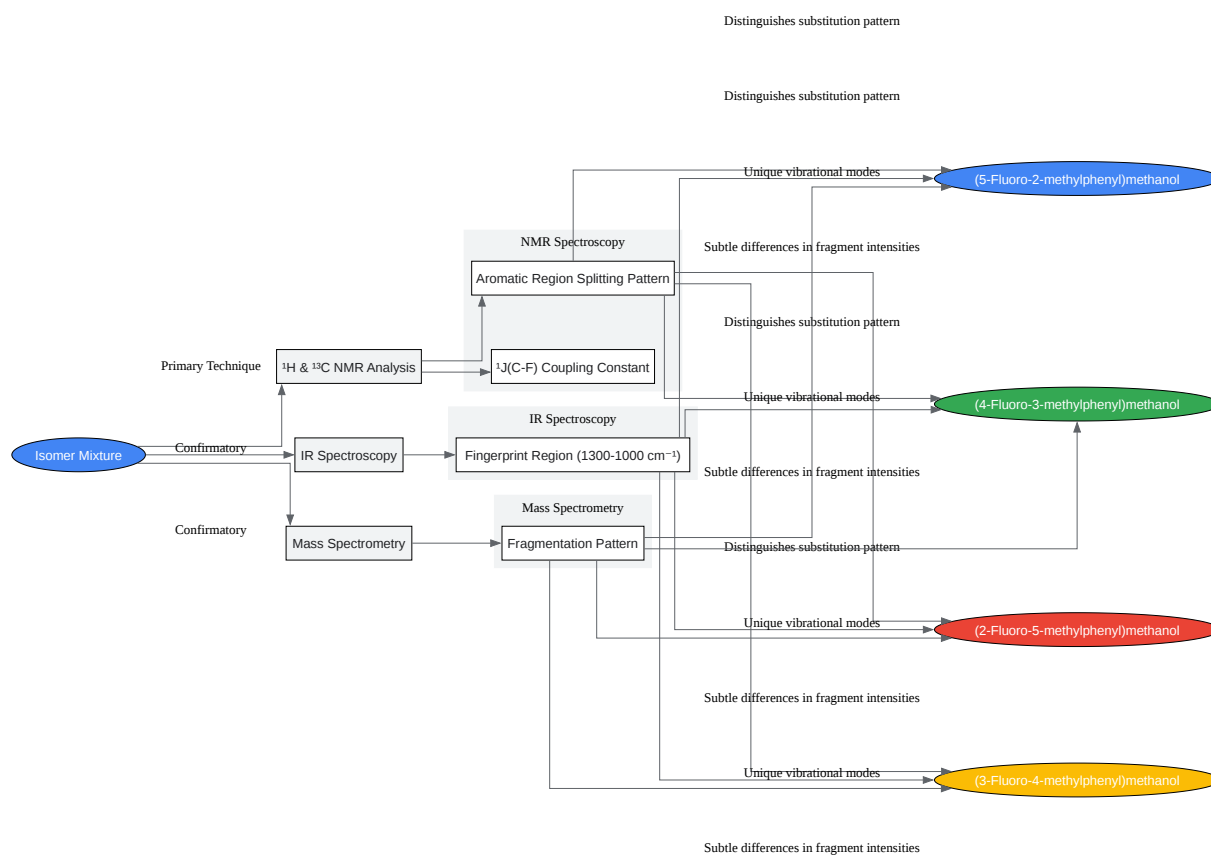 Distinguishes substitution pattern
Distinguishes substitution pattern
Unique vibrational modes
(5-Fluoro-2-methylphenyl)methanol
NMR Spectroscopy
Subtle differences in fragment intensities
Aromatic Region Splitting Pattern
Distinguishes substitution pattern
Primary Technique
¹H & ¹³C NMR Analysis
¹J(C-F) Coupling Constant
Unique vibrational modes
(4-Fluoro-3-methylphenyl)methanol
IR Spectroscopy
Confirmatory
Isomer Mixture
IR Spectroscopy
Fingerprint Region (1300-1000 cm⁻¹)
Subtle differences in fragment intensities
Mass Spectrometry
Confirmatory
Mass Spectrometry
Fragmentation Pattern
Distinguishes substitution pattern
Unique vibrational modes
(2-Fluoro-5-methylphenyl)methanol
Subtle differences in fragment intensities
Unique vibrational modes
(3-Fluoro-4-methylphenyl)methanol
Subtle differences in fragment intensities